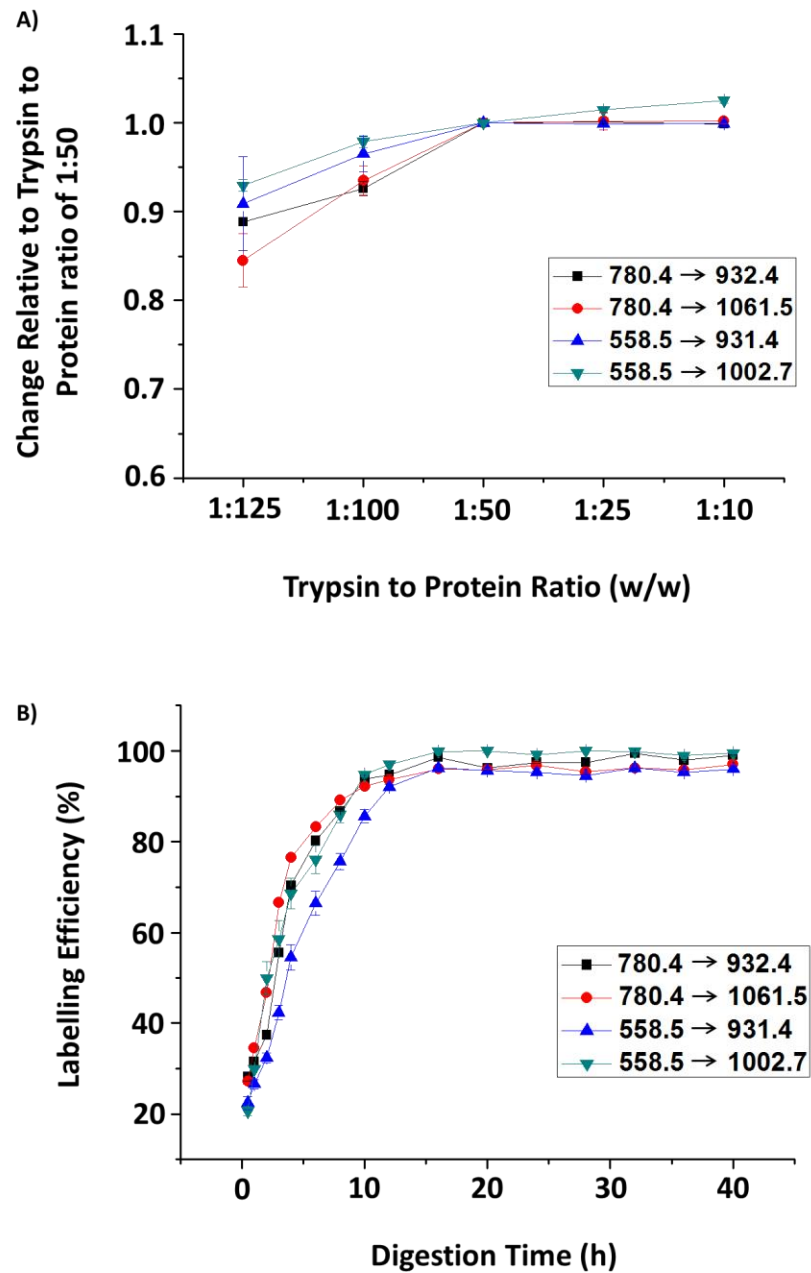 A)
Change Relative to Trypsin to
Protein ratio of 1:50
1.1
1.0
0.9
0.8
0.7
0.6
780.4 → 932.4
780.4 → 1061.5
558.5 → 931.4
558.5 → 1002.7
1:125 1:100 1:50 1:25 1:10
Trypsin to Protein Ratio (w/w)
B)
Labelling Efficiency (%)
100
80
60
40
20
780.4 → 932.4
780.4 → 1061.5
558.5 → 931.4
558.5 → 1002.7
0 10 20 30 40
Digestion Time (h)